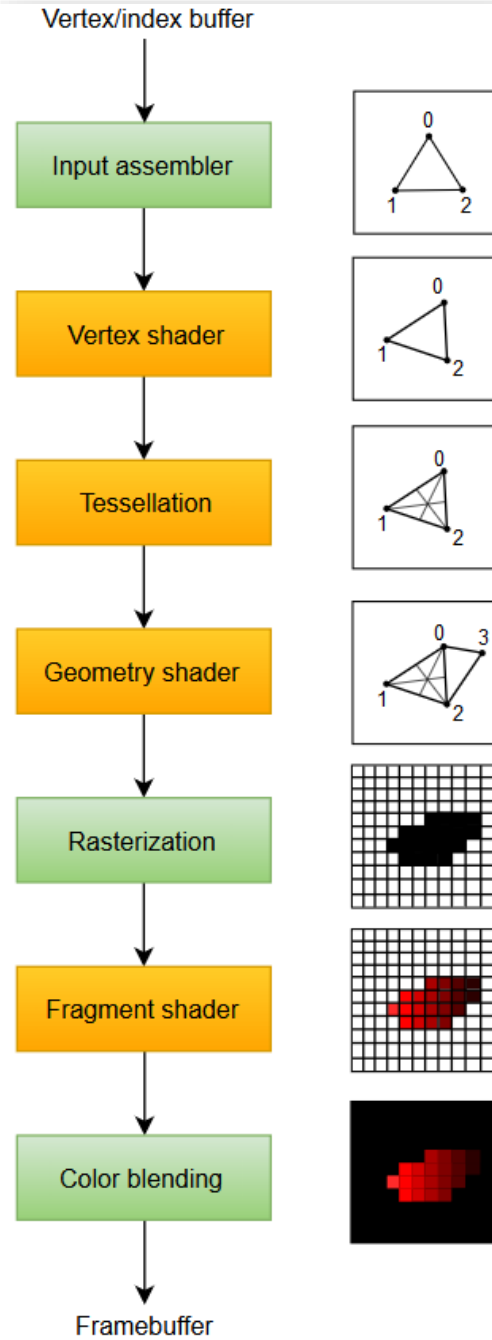 Vertex/index buffer
Input assembler
0
1 2
Vertex shader
0
1
2
Tessellation
0
1
2
Geometry shader
0 3
1
2
Rasterization
Fragment shader
Color blending
Framebuffer